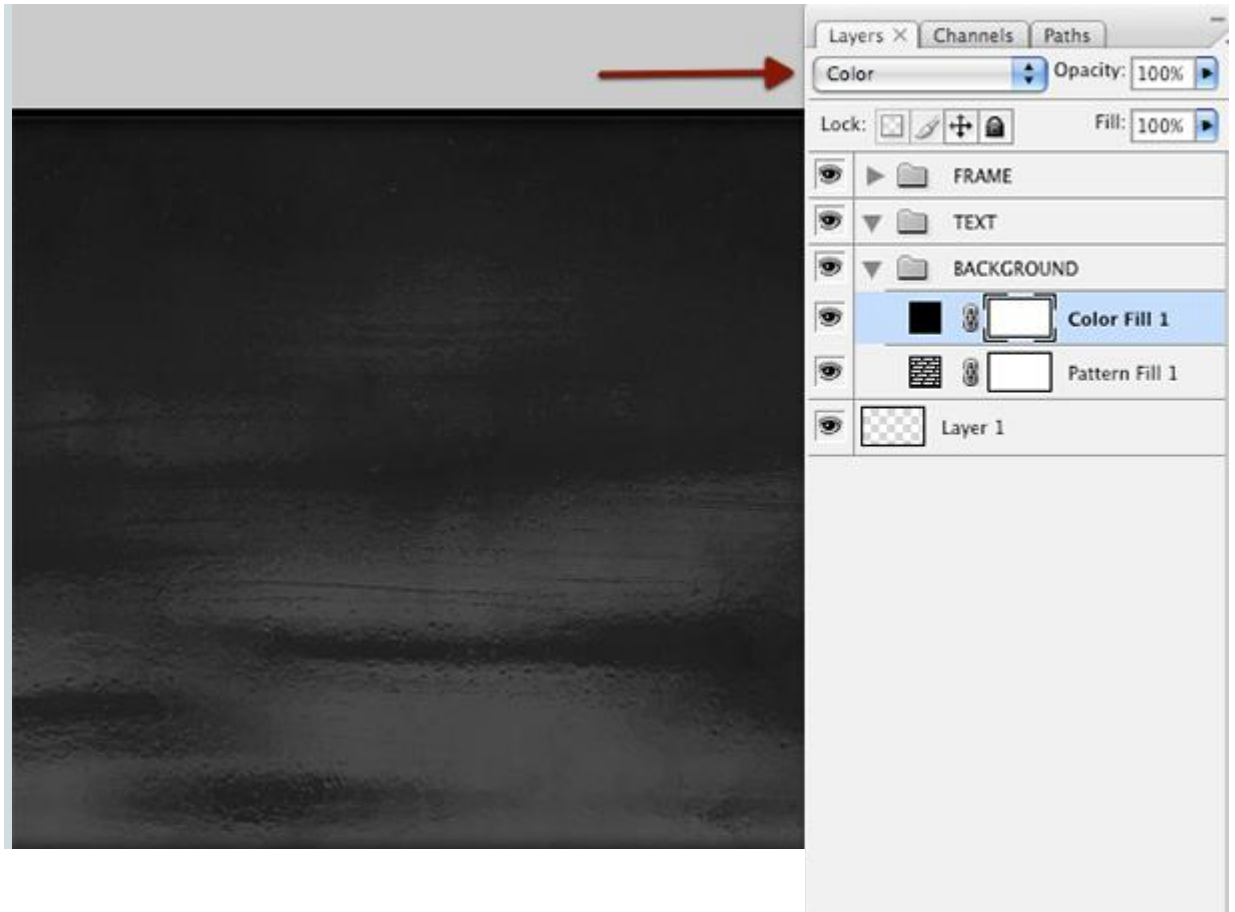 Layers × Channels Paths
Color Opacity: 100%
Lock: Fill: 100%
FRAME
TEXT
BACKGROUND
Color Fill 1
Pattern Fill 1
Layer 1